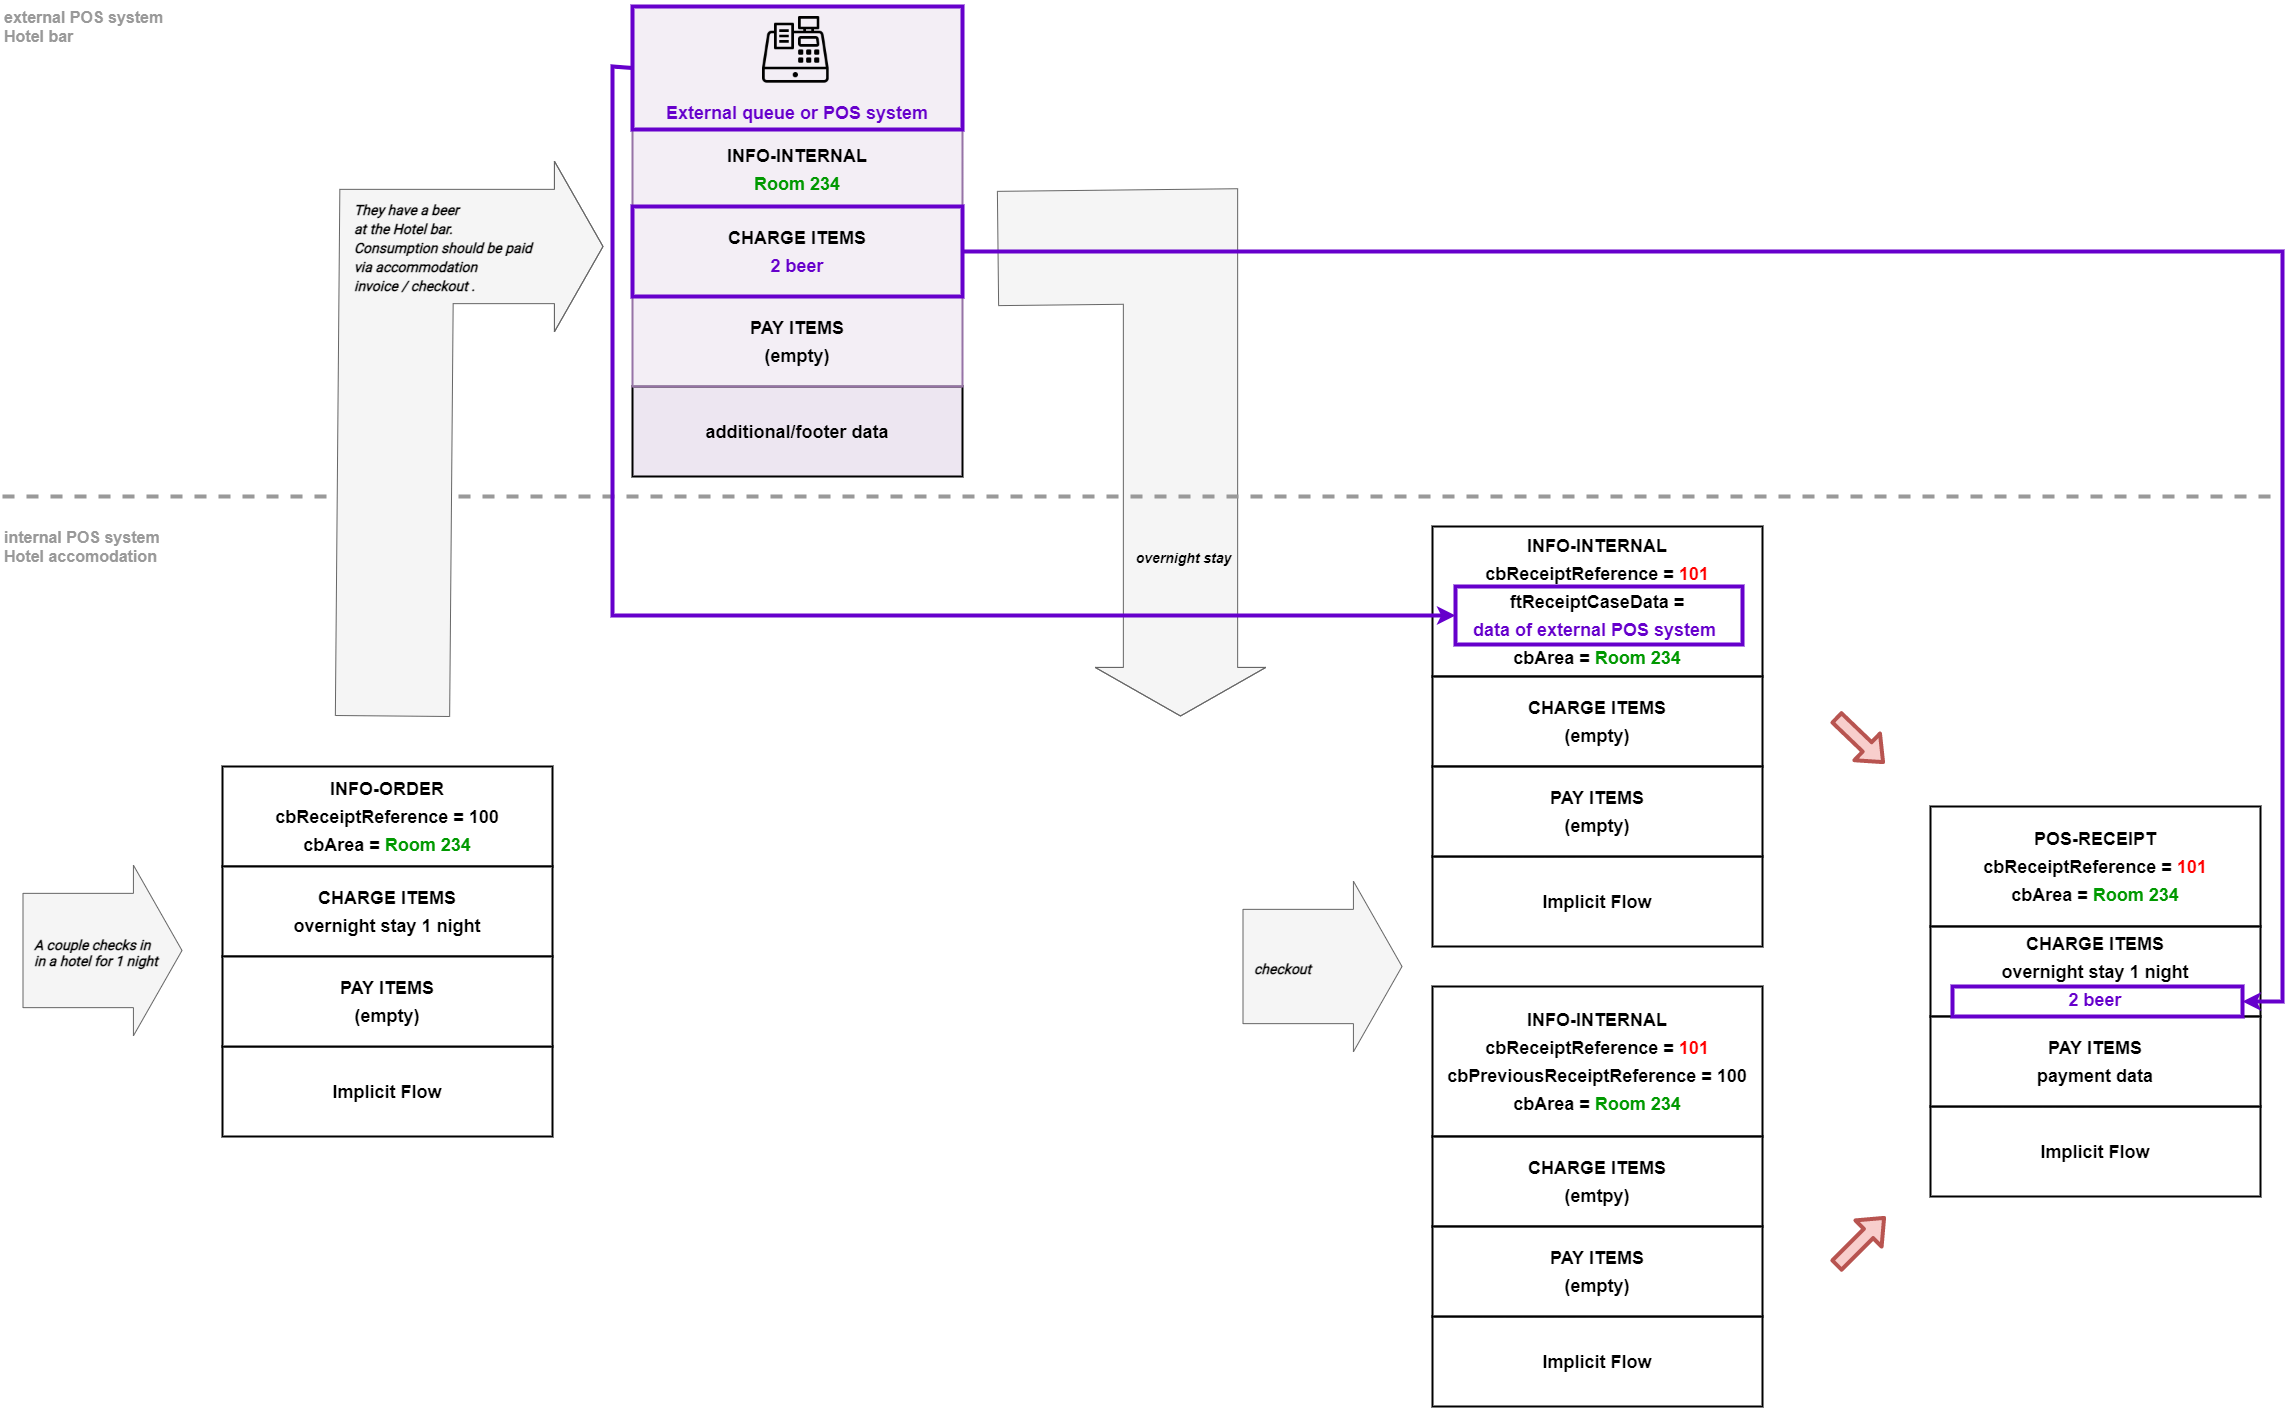 external POS system
Hotel bar
External queue or POS system
INFO-INTERNAL
Room 234
CHARGE ITEMS
2 beer
PAY ITEMS
(empty)
additional/footer data
They have a beer
at the Hotel bar.
Consumption should be paid
via accommodation
invoice / checkout .
internal POS system
Hotel accomodation
overnight stay
A couple checks in
in a hotel for 1 night
INFO-ORDER
cbReceiptReference = 100
cbArea = Room 234
CHARGE ITEMS
overnight stay 1 night
PAY ITEMS
(empty)
Implicit Flow
checkout
INFO-INTERNAL
cbReceiptReference = 101
ftReceiptCaseData =
data of external POS system
cbArea = Room 234
CHARGE ITEMS
(empty)
PAY ITEMS
(empty)
Implicit Flow
INFO-INTERNAL
cbReceiptReference = 101
cbPreviousReceiptReference = 100
cbArea = Room 234
CHARGE ITEMS
(emtpy)
PAY ITEMS
(empty)
Implicit Flow
POS-RECEIPT
cbReceiptReference = 101
cbArea = Room 234
CHARGE ITEMS
overnight stay 1 night
2 beer
PAY ITEMS
payment data
Implicit Flow